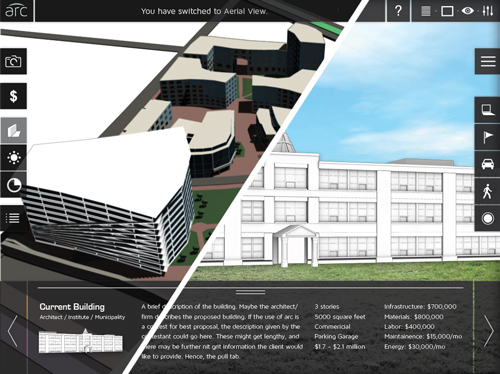 arc
You have switched to Aerial View.
?
$
Current Building
Architect / Institute / Municipality
A brief description of the building. Maybe the architect/
firm describes the proposed building. If the use of arc is
a contest for best proposal, the description given by the
contestant could go here. These might get lengthy, and
there may be further nit grit information the client would
like to provide. Hence, the pull tab.
3 stories
5000 square feet
Commericial
Parking Garage
$1.7 - $2.1 million
Infrastructure: $700,000
Materials: $800,000
Labor: $400,000
Maintainence: $15,000/mo
Energy: $30,000/mo